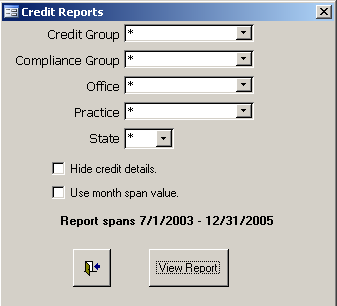 Credit Reports
Credit Group *
Compliance Group *
Office *
Practice *
State *
Hide credit details.
Use month span value.
Report spans 7/1/2003 - 12/31/2005
View Report